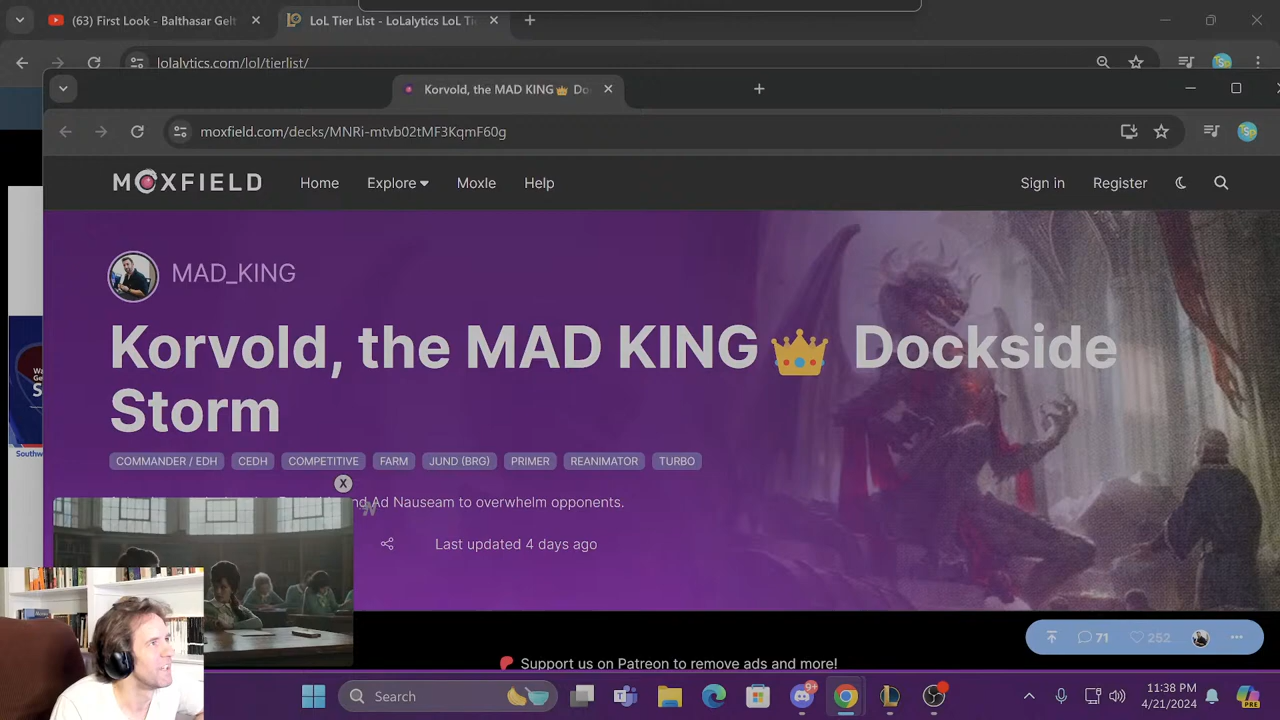 (63) First Look - Balthasar Gelt
LoL Tier List - LoLalytics LoL Ti
lolalytics.com/lol/tierlist/
Korvold, the MAD KING👑 Do
moxfield.com/decks/MNRi-mtvb02tMF3KqmF60g
MOXFIELD
Home
Explore
Moxle
Help
Sign in
Register
MAD_KING
Korvold, the MAD KING👑 Dockside
Storm
COMMANDER / EDH
CEDH
COMPETITIVE
FARM
JUND (BRG)
PRIMER
REANIMATOR
TURBO
X
Ad Nauseam to overwhelm opponents.
Last updated 4 days ago
71
252
Support us on Patreon to remove ads and more!
Southw
Search
9+
11:38 PM
4/21/2024
PRE